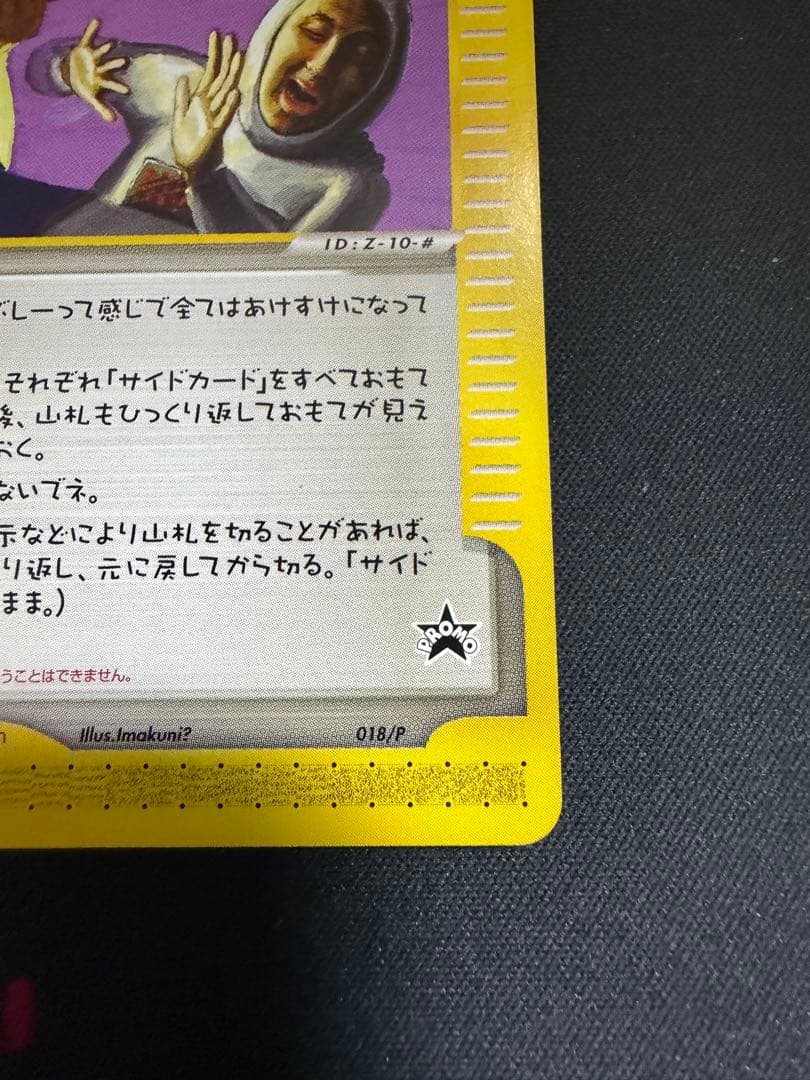 ID:Z-10-#
バレーって感じで全てはあけすけになって
それぞれ「サイドカード」をすべておもて
後、山札もひっくり返しておもてが見え
おく。
ないでネ。
示などにより山札を切ることがあれば、
り返し、元に戻してから切る。「サイド
まま。)
PROMO
うことはできません。
Illus.Imakuni?
018/P